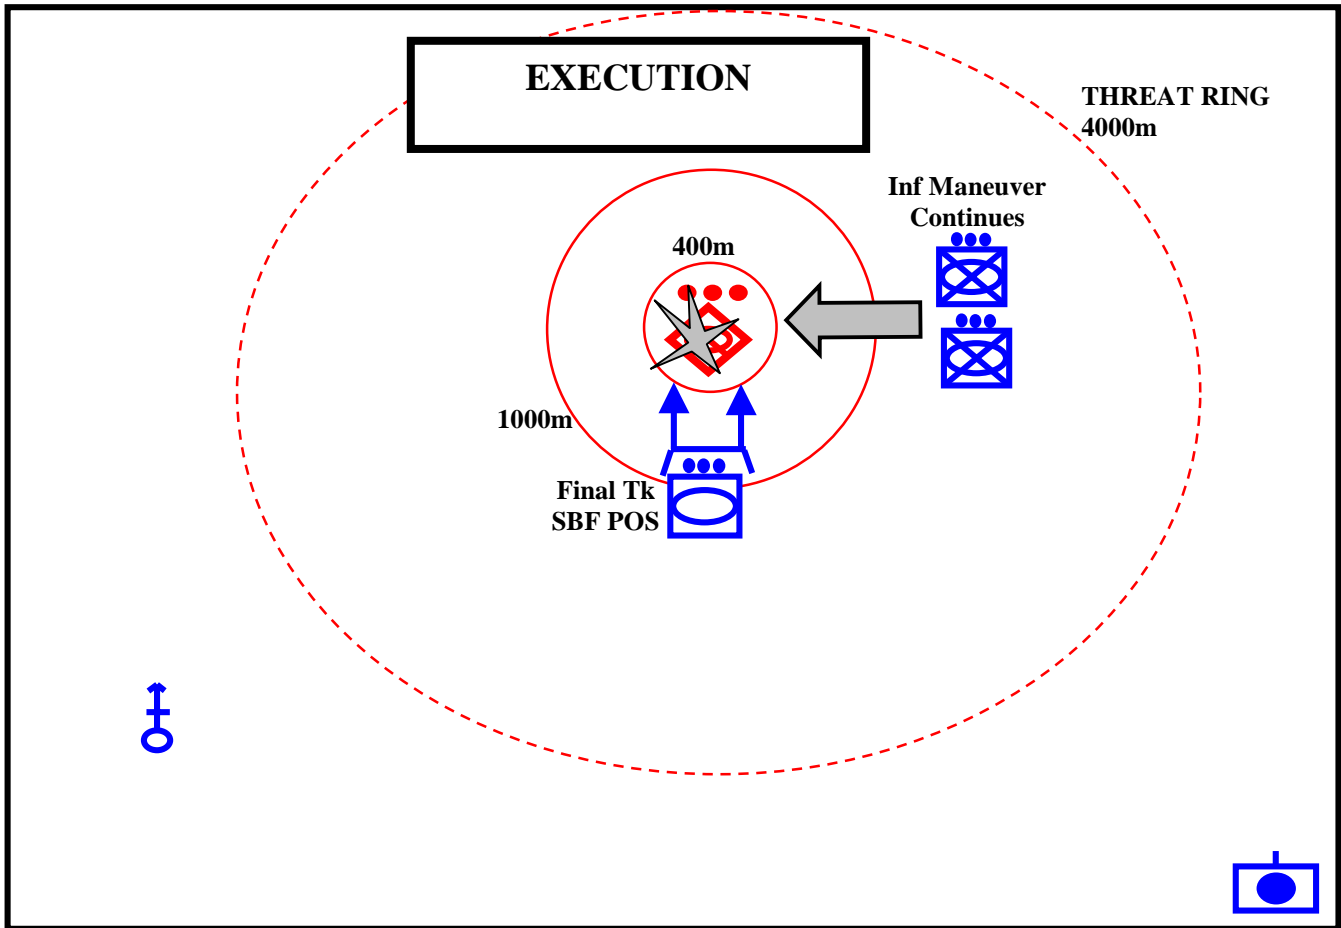 EXECUTION
THREAT RING
4000m
Inf Maneuver
Continues
400m
1000m
Final Tk
SBF POS